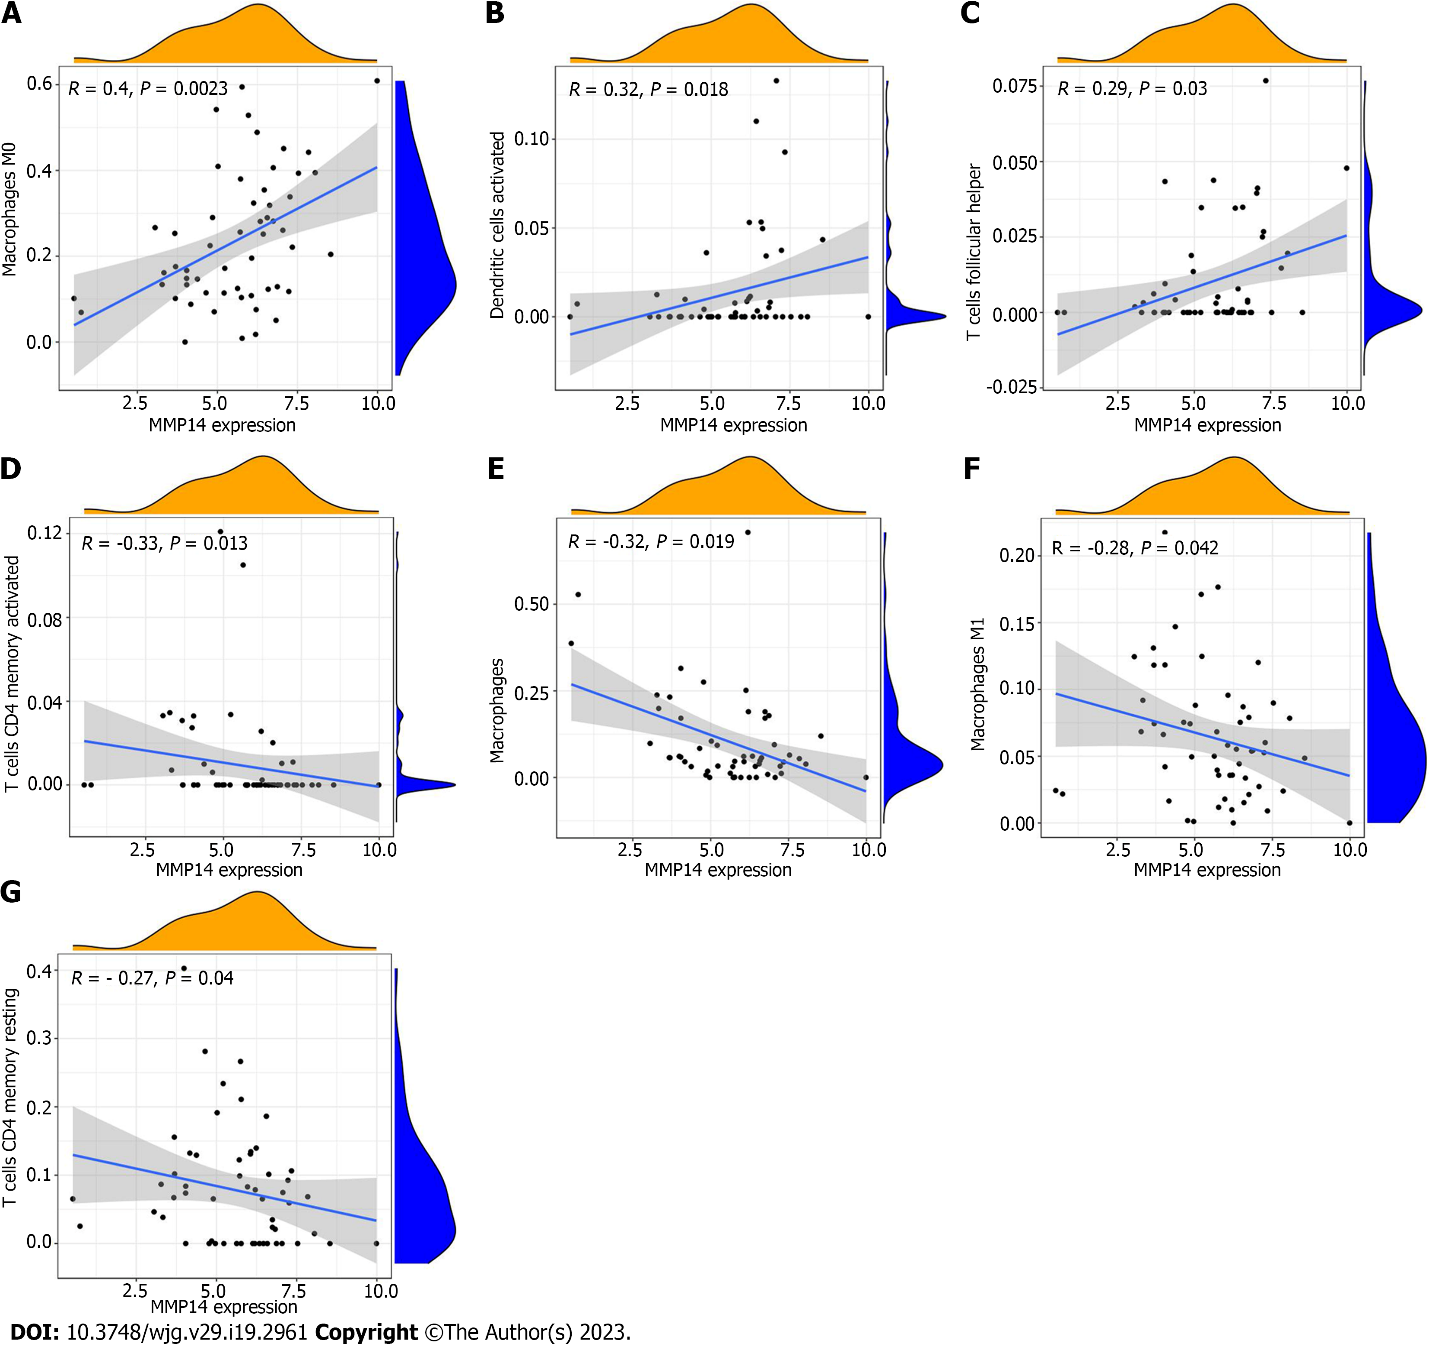 A
R = 0.4, P = 0.0023
Macrophages M0
0.6
0.4
0.2
0.0
2.5 5.0 7.5 10.0
MMP14 expression
B
R = 0.32, P = 0.018
Dendritic cells activated
0.10
0.05
0.00
2.5 5.0 7.5 10.0
MMP14 expression
C
R = 0.29, P = 0.03
T cells follicular helper
0.075
0.050
0.025
0.000
-0.025
2.5 5.0 7.5 10.0
MMP14 expression
D
R = -0.33, P = 0.013
T cells CD4 memory activated
0.12
0.08
0.04
0.00
2.5 5.0 7.5 10.0
MMP14 expression
E
R = -0.32, P = 0.019
Macrophages
0.50
0.25
0.00
2.5 5.0 7.5 10.0
MMP14 expression
F
R = -0.28, P = 0.042
Macrophages M1
0.20
0.15
0.10
0.05
0.00
2.5 5.0 7.5 10.0
MMP14 expression
G
R = - 0.27, P = 0.04
T cells CD4 memory resting
0.4
0.3
0.2
0.1
0.0
2.5 5.0 7.5 10.0
MMP14 expression
DOI: 10.3748/wjg.v29.i19.2961 Copyright ©The Author(s) 2023.